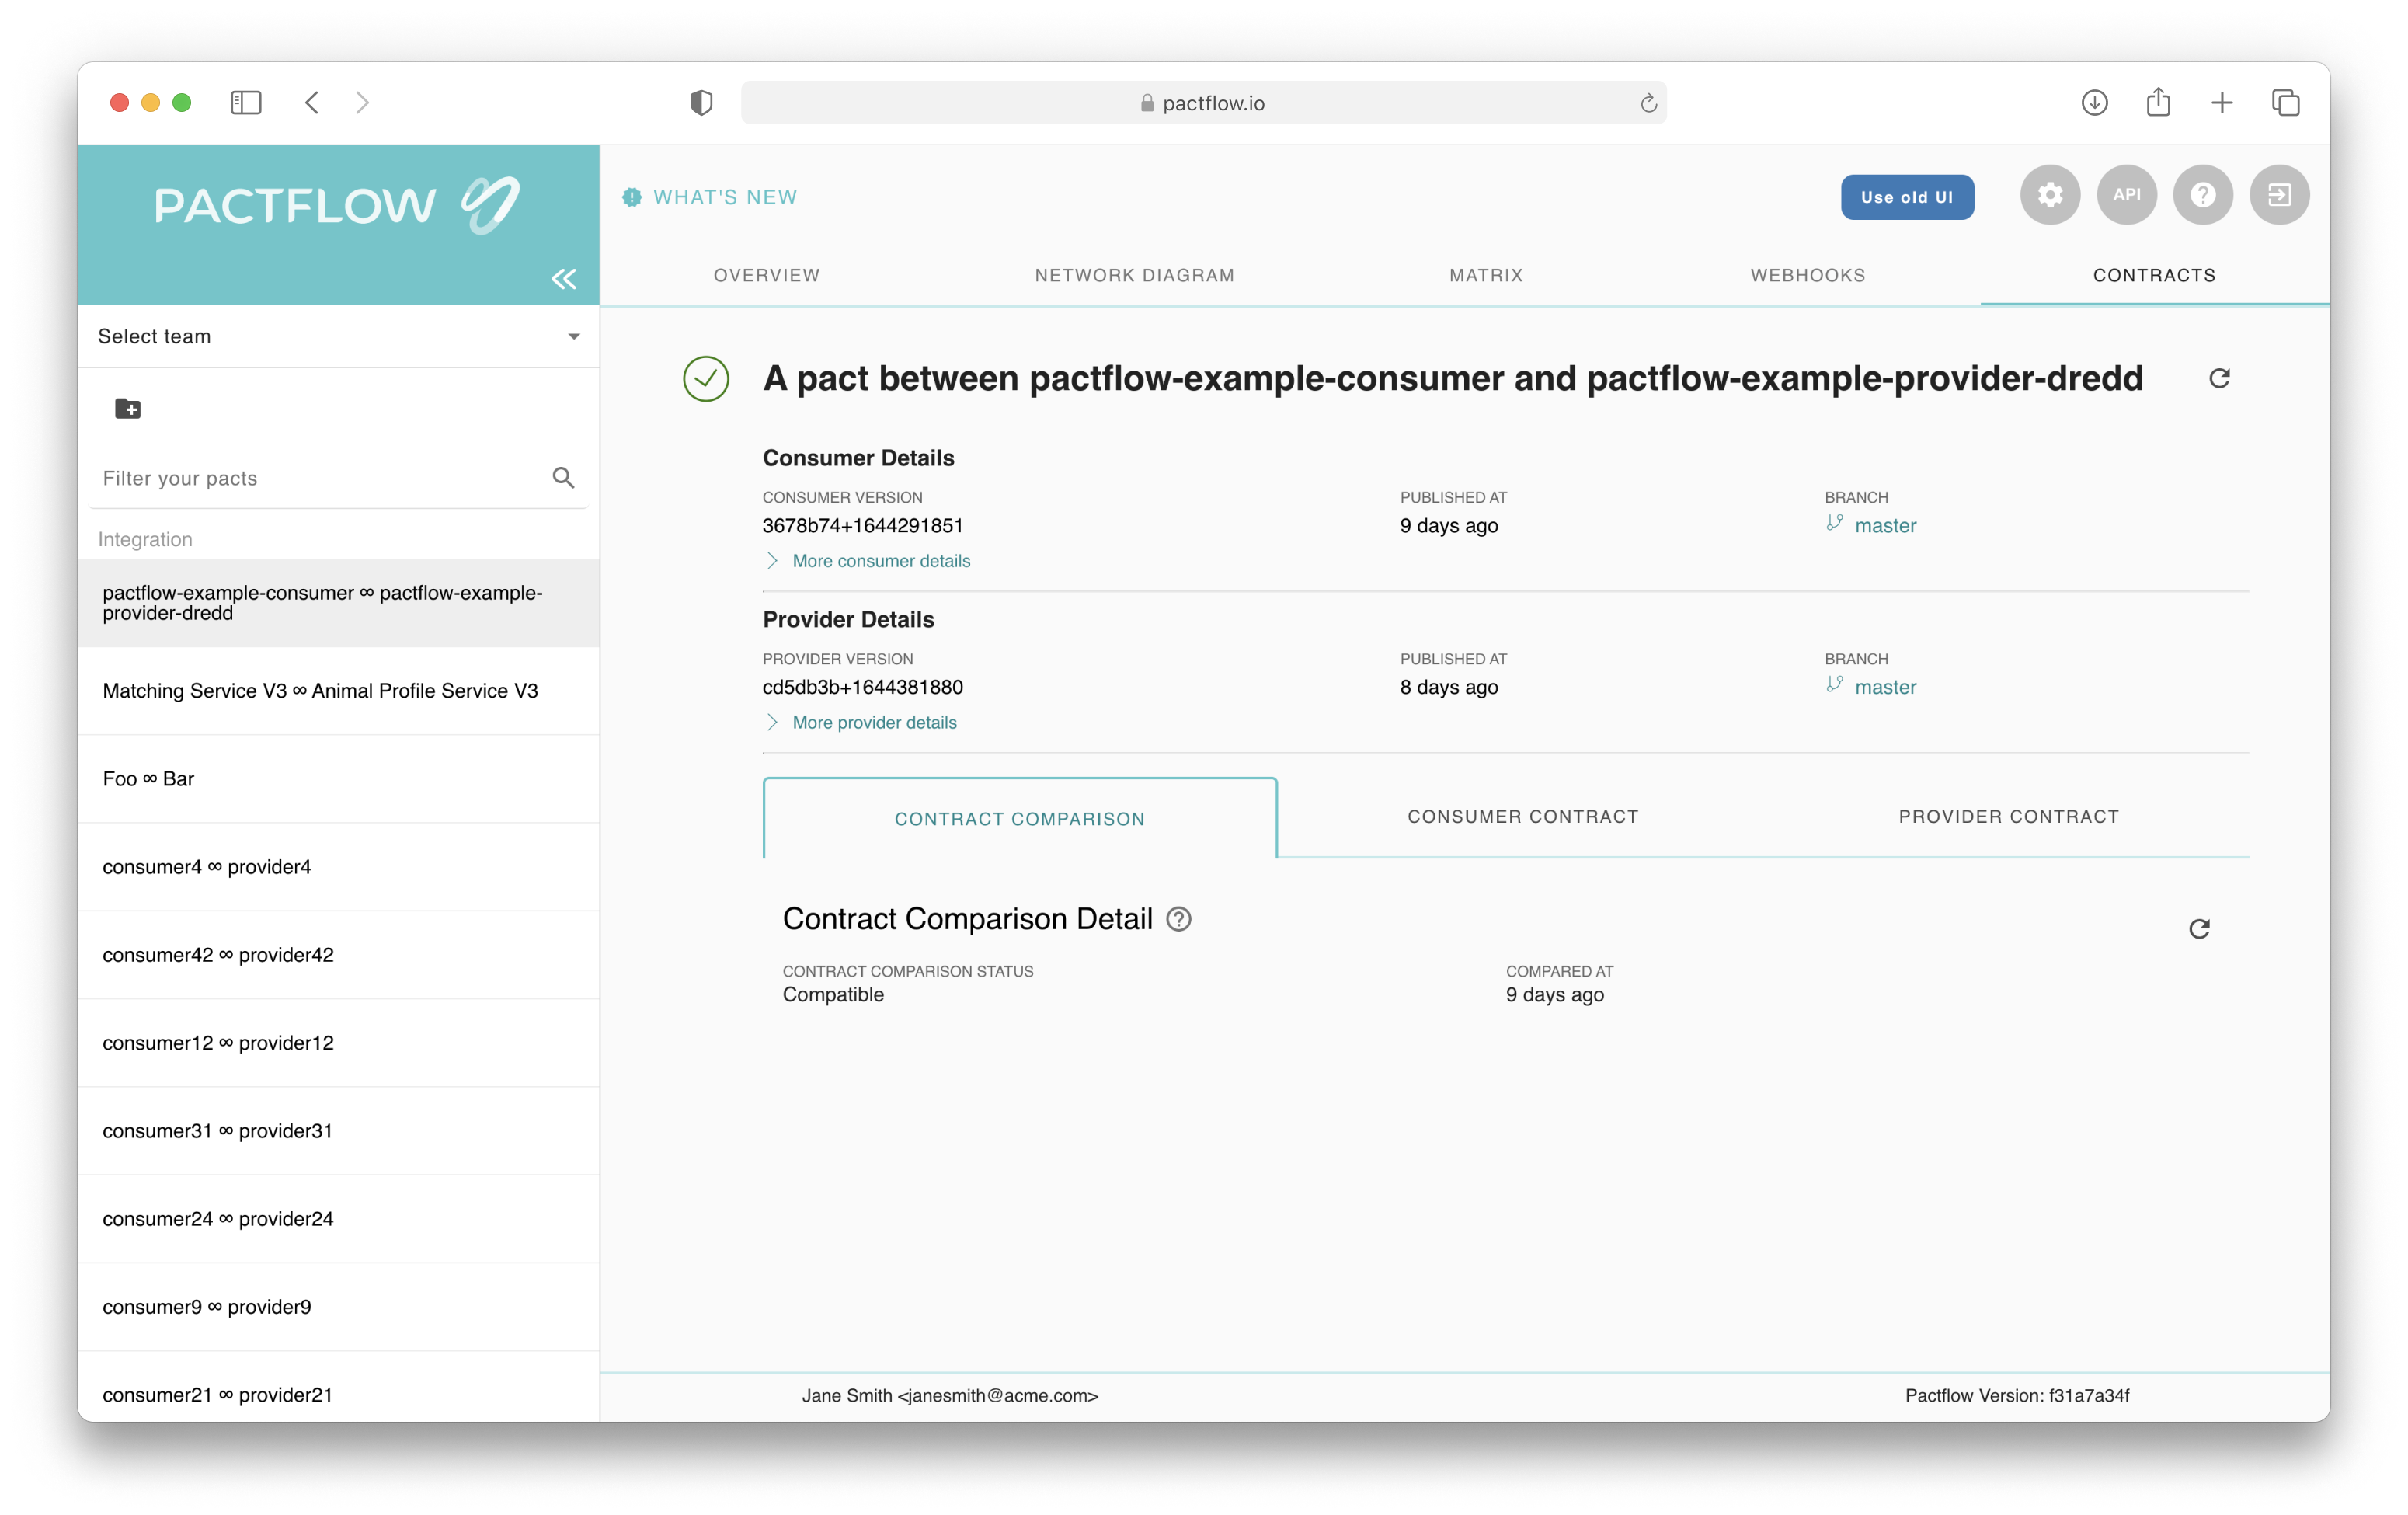 pactflow.io
PACTFLOW
WHAT'S NEW
Use old UI
API
OVERVIEW
NETWORK DIAGRAM
MATRIX
WEBHOOKS
CONTRACTS
Select team
Filter your pacts
Integration
pactflow-example-consumer ∞ pactflow-example-
provider-dredd
Matching Service V3 ∞ Animal Profile Service V3
Foo ∞ Bar
consumer4 ∞ provider4
consumer42 ∞ provider42
consumer12 ∞ provider12
consumer31 ∞ provider31
consumer24 ∞ provider24
consumer9 ∞ provider9
consumer21 ∞ provider21
A pact between pactflow-example-consumer and pactflow-example-provider-dredd
Consumer Details
CONSUMER VERSION
3678b74+1644291851
PUBLISHED AT
9 days ago
BRANCH
master
More consumer details
Provider Details
PROVIDER VERSION
cd5db3b+1644381880
PUBLISHED AT
8 days ago
BRANCH
master
More provider details
CONTRACT COMPARISON
CONSUMER CONTRACT
PROVIDER CONTRACT
Contract Comparison Detail
CONTRACT COMPARISON STATUS
Compatible
COMPARED AT
9 days ago
Jane Smith <janesmith@acme.com>
Pactflow Version: f31a7a34f